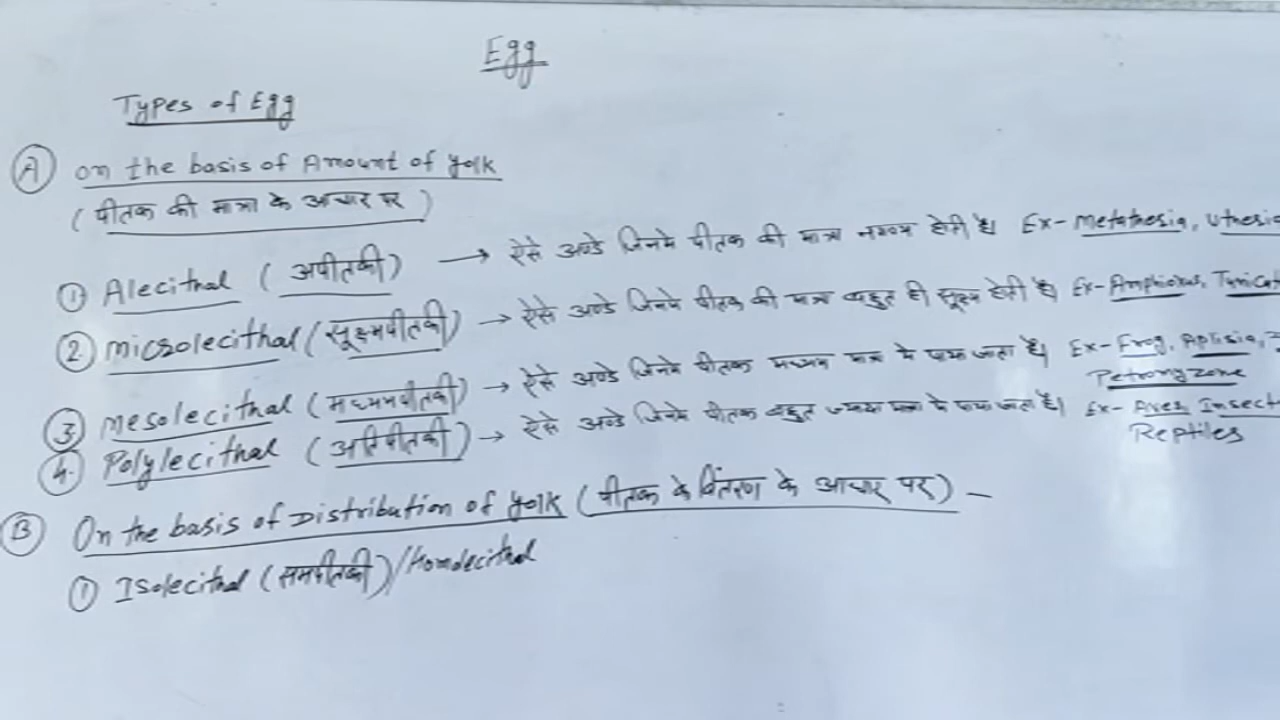 Egg
Types of Egg
Ⓐ on the basis of Amount of yolk
(पीतक की मात्रा के आधार पर)
① Alecithal (अपीतकी) → ऐसे अण्डे जिनमे पीतक की मात्रा नगण्य होती है। Ex- Metatheria, Utheria
② Microlecithal (सूक्ष्मपीतकी) → ऐसे अण्डे जिनमे पीतक की मात्रा बहुत ही सूक्ष्म होती है Ex- Amphioxus, Tunicat
③ Mesolecithal (मध्यमपीतकी) → ऐसे अण्डे जिनमे पीतक मध्यम मात्रा मे पाया जाता है। Ex- Frog, Aplisia,
Petromyzone
④ Polylecithal (अतिपीतकी) → ऐसे अण्डे जिनमे पीतक बहुत ज्यादा मात्रा मे पाया जाता है। Ex- Aves Insect
Reptiles
Ⓑ On the basis of Distribution of yolk (पीतक के वितरण के आधार पर) –
① Isolecithal (समपीतकी)/Homolecithal